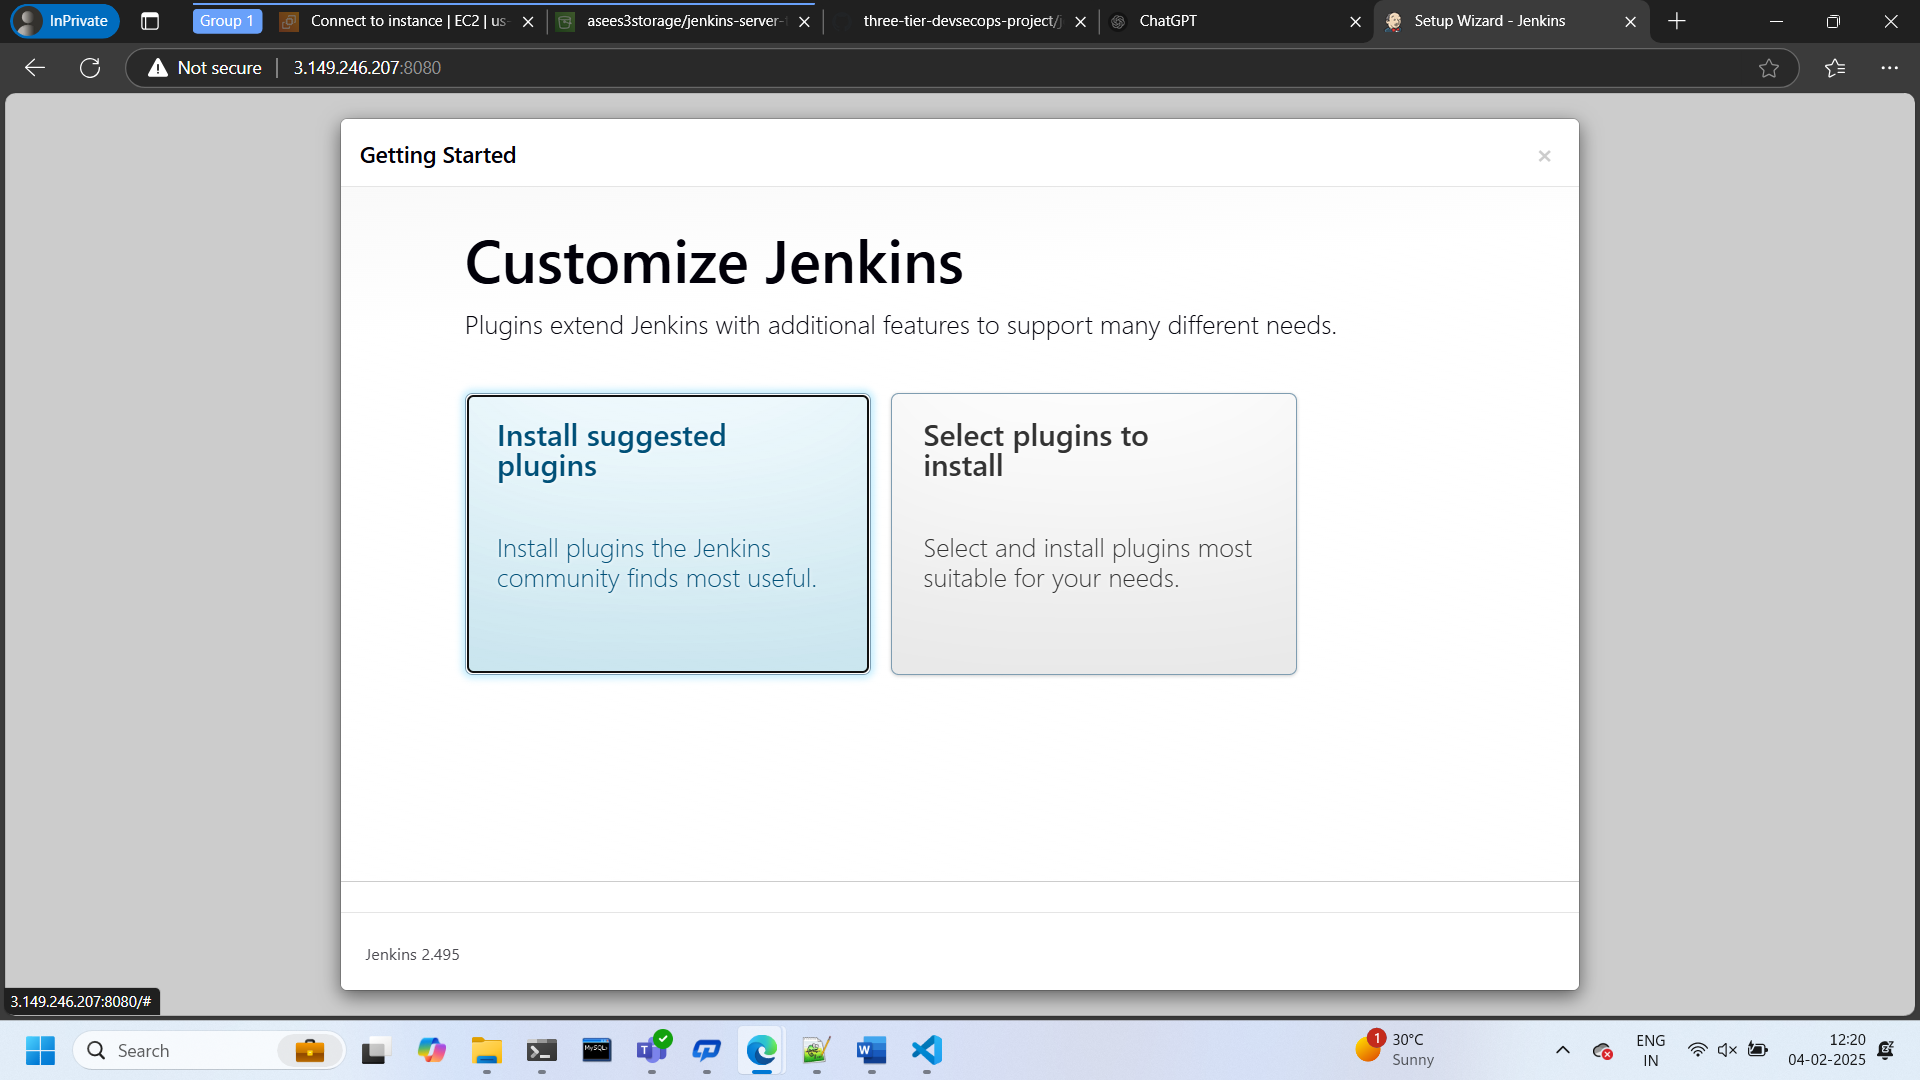 InPrivate
Group 1
Connect to instance | EC2 | us-
asees3storage/jenkins-server-
three-tier-devsecops-project/j
ChatGPT
Setup Wizard - Jenkins
Not secure
3.149.246.207:8080
Getting Started
Customize Jenkins
Plugins extend Jenkins with additional features to support many different needs.
Install suggested
plugins
Install plugins the Jenkins
community finds most useful.
Select plugins to
install
Select and install plugins most
suitable for your needs.
Jenkins 2.495
3.149.246.207:8080/#
Search
MySQL
1
30°C
Sunny
ENG
IN
12:20
04-02-2025